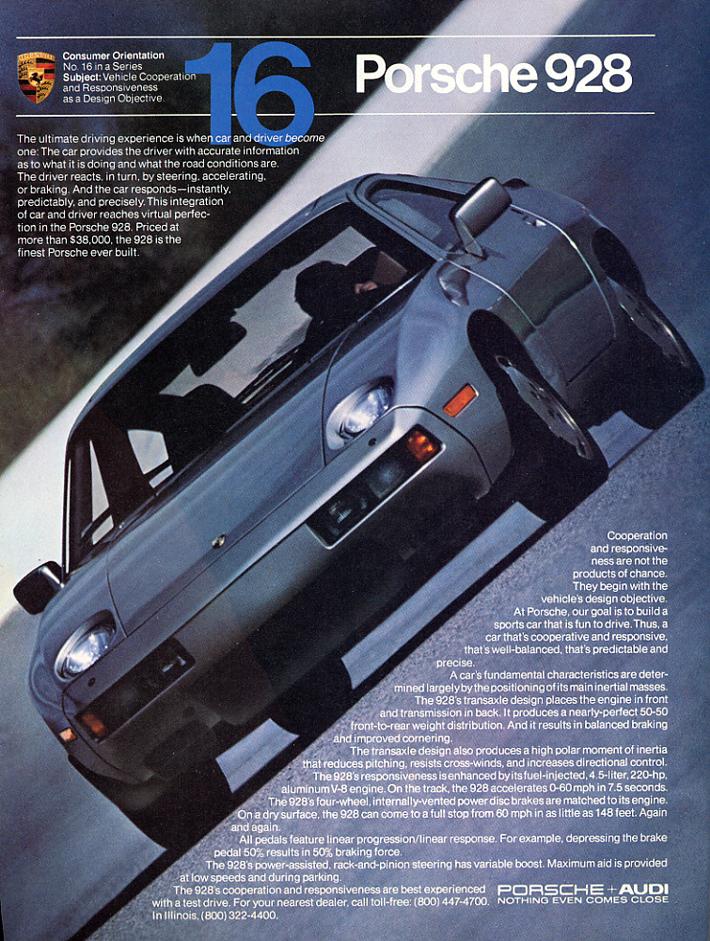 Consumer Orientation
No. 16 in a Series
Subject: Vehicle Cooperation
and Responsiveness
as a Design Objective.
16
Porsche 928
The ultimate driving experience is when car and driver become
one: The car provides the driver with accurate information
as to what it is doing and what the road conditions are.
The driver reacts, in turn, by steering, accelerating,
or braking. And the car responds—instantly,
predictably, and precisely. This integration
of car and driver reaches virtual perfec-
tion in the Porsche 928. Priced at
more than $38,000, the 928 is the
finest Porsche ever built.
Cooperation
and responsive-
ness are not the
products of chance.
They begin with the
vehicle's design objective.
At Porsche, our goal is to build a
sports car that is fun to drive. Thus, a
car that's cooperative and responsive,
that's well-balanced, that's predictable and
precise.
A car's fundamental characteristics are deter-
mined largely by the positioning of its main inertial masses.
The 928's transaxle design places the engine in front
and transmission in back. It produces a nearly-perfect 50-50
front-to-rear weight distribution. And it results in balanced braking
and improved cornering.
The transaxle design also produces a high polar moment of inertia
that reduces pitching, resists cross-winds, and increases directional control.
The 928's responsiveness is enhanced by its fuel-injected, 4.5-liter, 220-hp,
aluminum V-8 engine. On the track, the 928 accelerates 0-60 mph in 7.5 seconds.
The 928's four-wheel, internally-vented power disc brakes are matched to its engine.
On a dry surface, the 928 can come to a full stop from 60 mph in as little as 148 feet. Again
and again.
All pedals feature linear progression/linear response. For example, depressing the brake
pedal 50% results in 50% braking force.
The 928's power-assisted, rack-and-pinion steering has variable boost. Maximum aid is provided
at low speeds and during parking.
The 928's cooperation and responsiveness are best experienced
with a test drive. For your nearest dealer, call toll-free: (800) 447-4700.
In Illinois, (800) 322-4400.
PORSCHE+AUDI
NOTHING EVEN COMES CLOSE